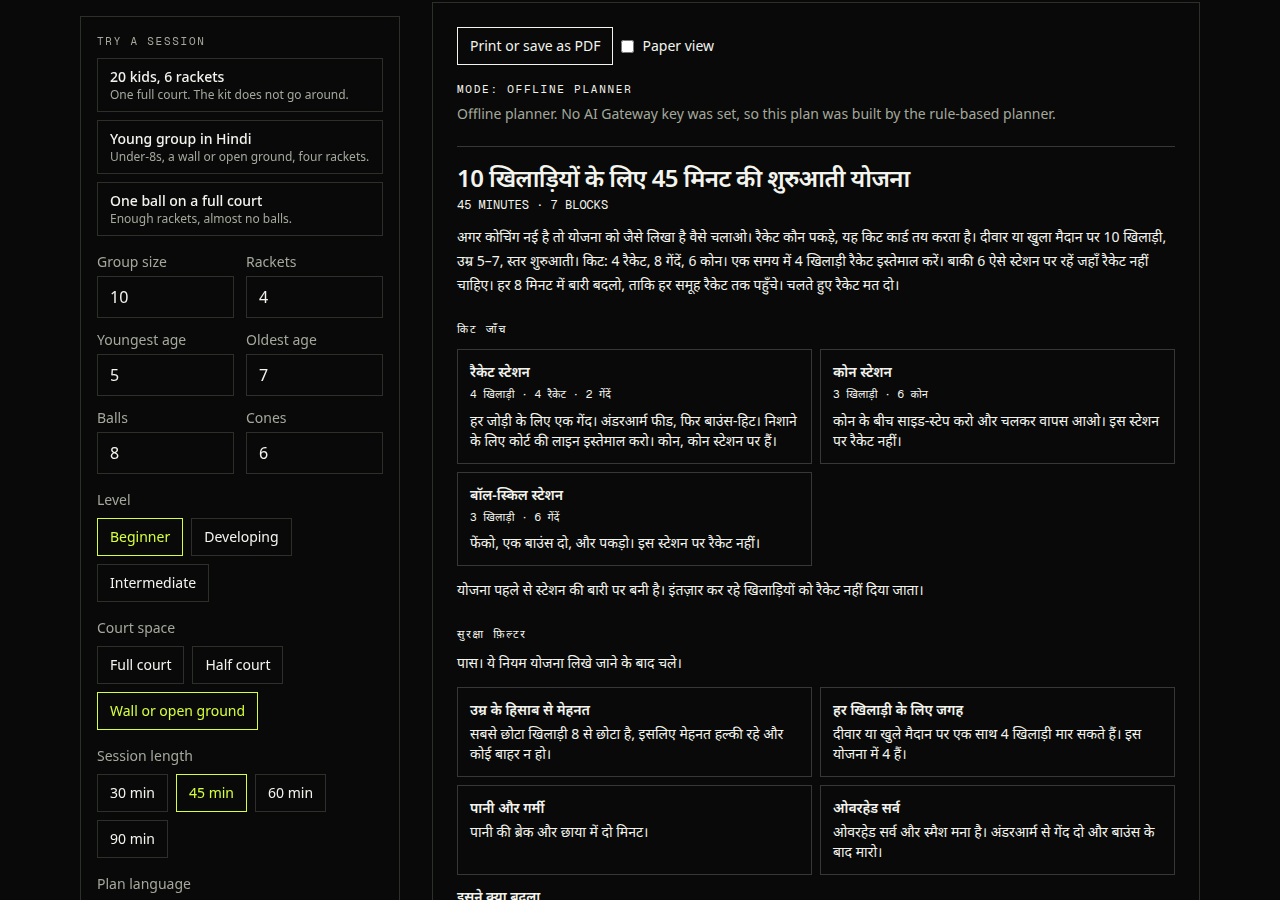 TRY A SESSION
20 kids, 6 rackets
One full court. The kit does not go around.
Young group in Hindi
Under-8s, a wall or open ground, four rackets.
One ball on a full court
Enough rackets, almost no balls.
Group size
Rackets
10
4
Youngest age
Oldest age
5
7
Balls
Cones
8
6
Level
Beginner
Developing
Intermediate
Court space
Full court
Half court
Wall or open ground
Session length
30 min
45 min
60 min
90 min
Plan language
Print or save as PDF
Paper view
MODE: OFFLINE PLANNER
Offline planner. No AI Gateway key was set, so this plan was built by the rule-based planner.
10 खिलाड़ियों के लिए 45 मिनट की शुरुआती योजना
45 MINUTES · 7 BLOCKS
अगर कोचिंग नई है तो योजना को जैसे लिखा है वैसे चलाओ। रैकेट कौन पकड़े, यह किट कार्ड तय करता है। दीवार या खुला मैदान पर 10 खिलाड़ी,
उम्र 5–7, स्तर शुरुआती। किट: 4 रैकेट, 8 गेंदें, 6 कोन। एक समय में 4 खिलाड़ी रैकेट इस्तेमाल करें। बाकी 6 ऐसे स्टेशन पर रहें जहाँ रैकेट नहीं
चाहिए। हर 8 मिनट में बारी बदलो, ताकि हर समूह रैकेट तक पहुँचे। चलते हुए रैकेट मत दो।
किट जाँच
रैकेट स्टेशन
4 खिलाड़ी · 4 रैकेट · 2 गेंदें
हर जोड़ी के लिए एक गेंद। अंडरआर्म फीड, फिर बाउंस-हिट। निशाने
के लिए कोर्ट की लाइन इस्तेमाल करो। कोन, कोन स्टेशन पर हैं।
कोन स्टेशन
3 खिलाड़ी · 6 कोन
कोन के बीच साइड-स्टेप करो और चलकर वापस आओ। इस स्टेशन
पर रैकेट नहीं।
बॉल-स्किल स्टेशन
3 खिलाड़ी · 6 गेंदें
फेंको, एक बाउंस दो, और पकड़ो। इस स्टेशन पर रैकेट नहीं।
योजना पहले से स्टेशन की बारी पर बनी है। इंतज़ार कर रहे खिलाड़ियों को रैकेट नहीं दिया जाता।
सुरक्षा फ़िल्टर
पास। ये नियम योजना लिखे जाने के बाद चले।
उम्र के हिसाब से मेहनत
सबसे छोटा खिलाड़ी 8 से छोटा है, इसलिए मेहनत हल्की रहे और
कोई बाहर न हो।
हर खिलाड़ी के लिए जगह
दीवार या खुले मैदान पर एक साथ 4 खिलाड़ी मार सकते हैं। इस
योजना में 4 हैं।
पानी और गर्मी
पानी की ब्रेक और छाया में दो मिनट।
ओवरहेड सर्व
ओवरहेड सर्व और स्मैश मना है। अंडरआर्म से गेंद दो और बाउंस के
बाद मारो।
इसने क्या बदला